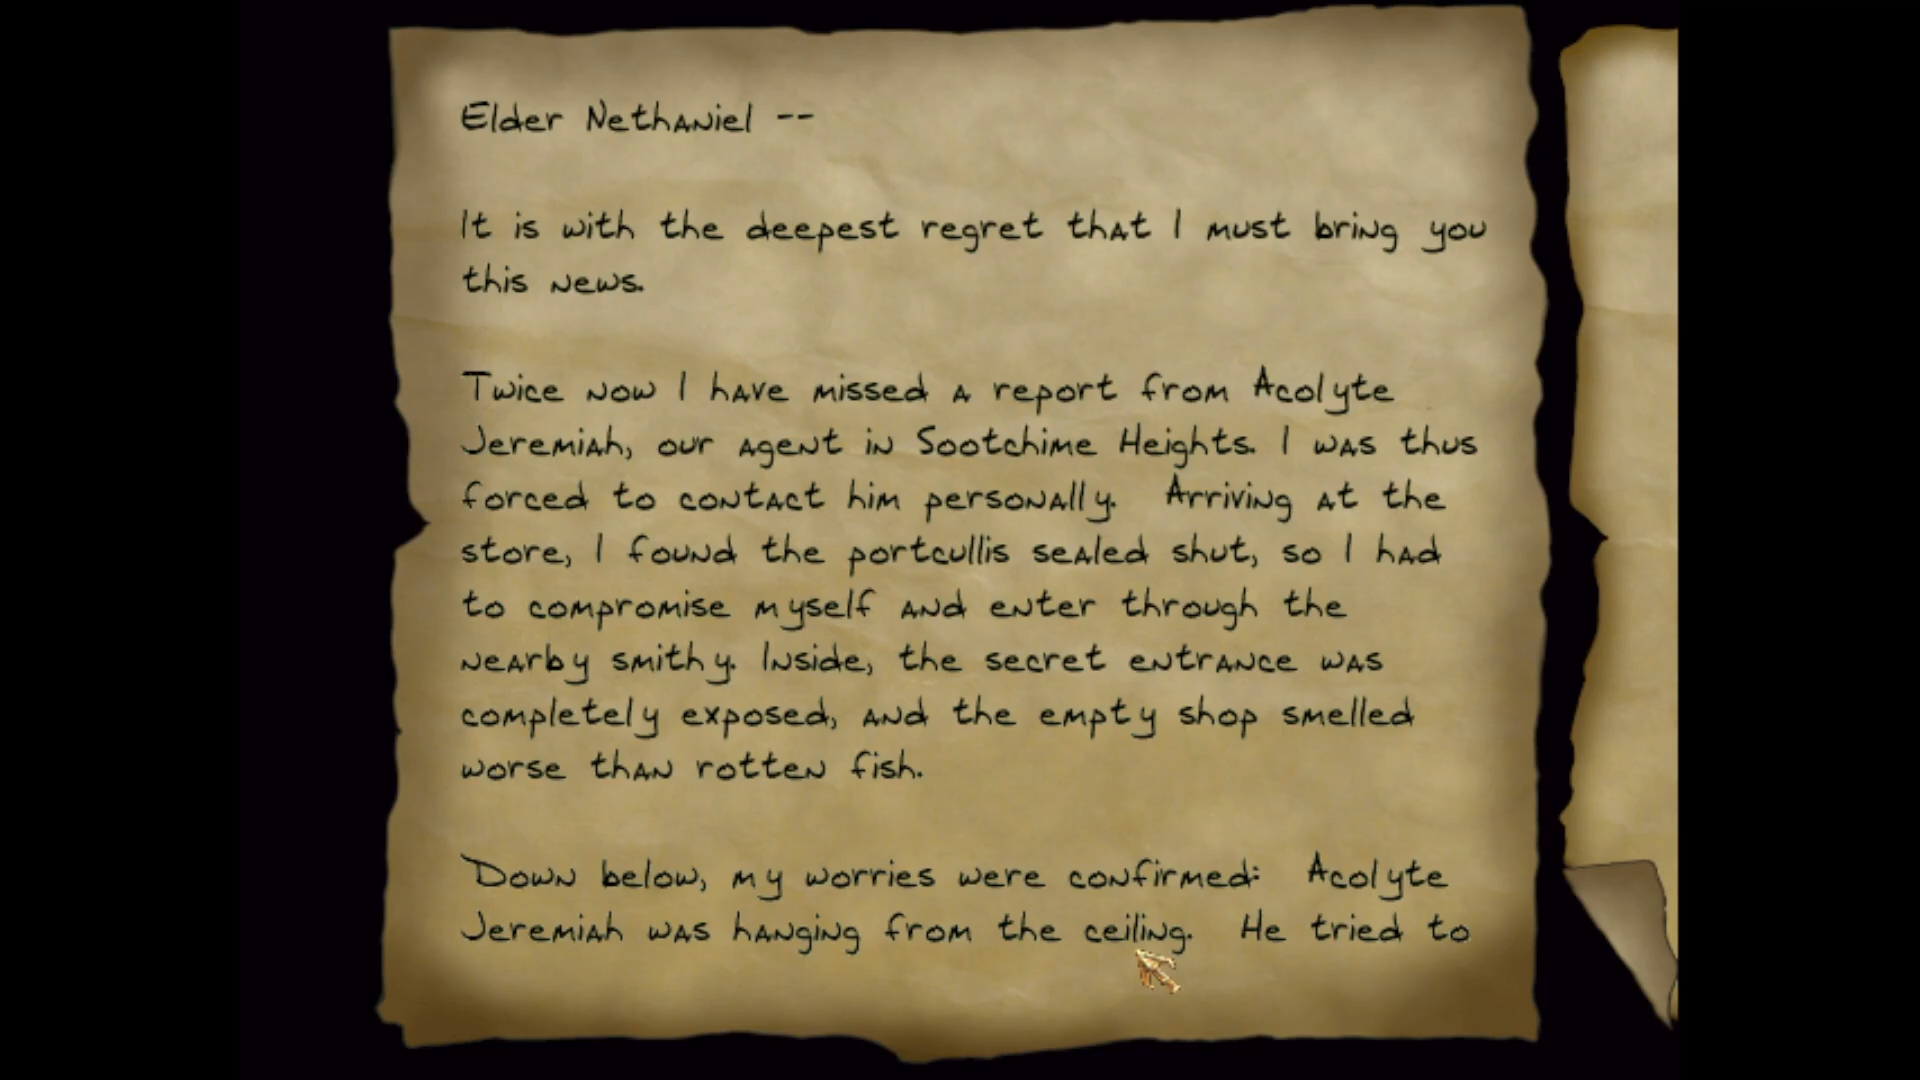 Elder Nethaniel --
It is with the deepest regret that I must bring you
this news.
Twice now I have missed a report from Acolyte
Jeremiah, our agent in Sootchime Heights. I was thus
forced to contact him personally. Arriving at the
store, I found the portcullis sealed shut, so I had
to compromise myself and enter through the
nearby smithy. Inside, the secret entrance was
completely exposed, and the empty shop smelled
worse than rotten fish.
Down below, my worries were confirmed: Acolyte
Jeremiah was hanging from the ceiling. He tried to